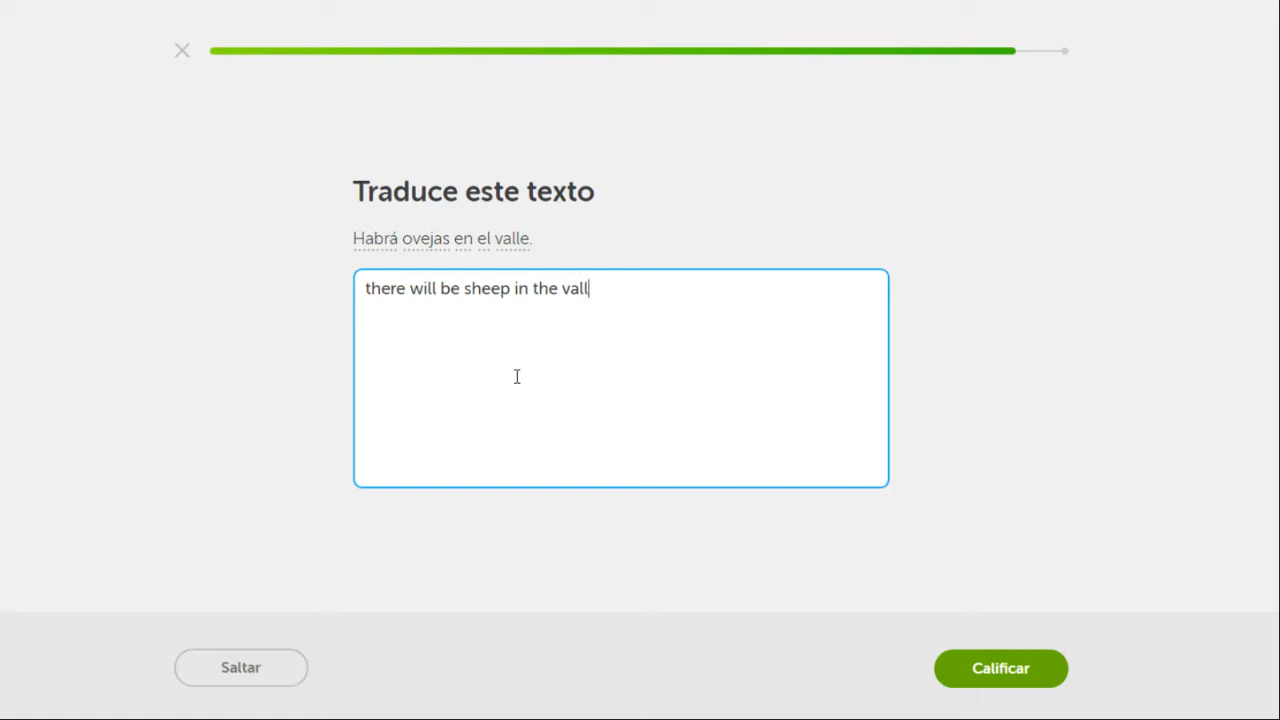 Traduce este texto
Habrá ovejas en el valle.
there will be sheep in the vall
Saltar
Calificar